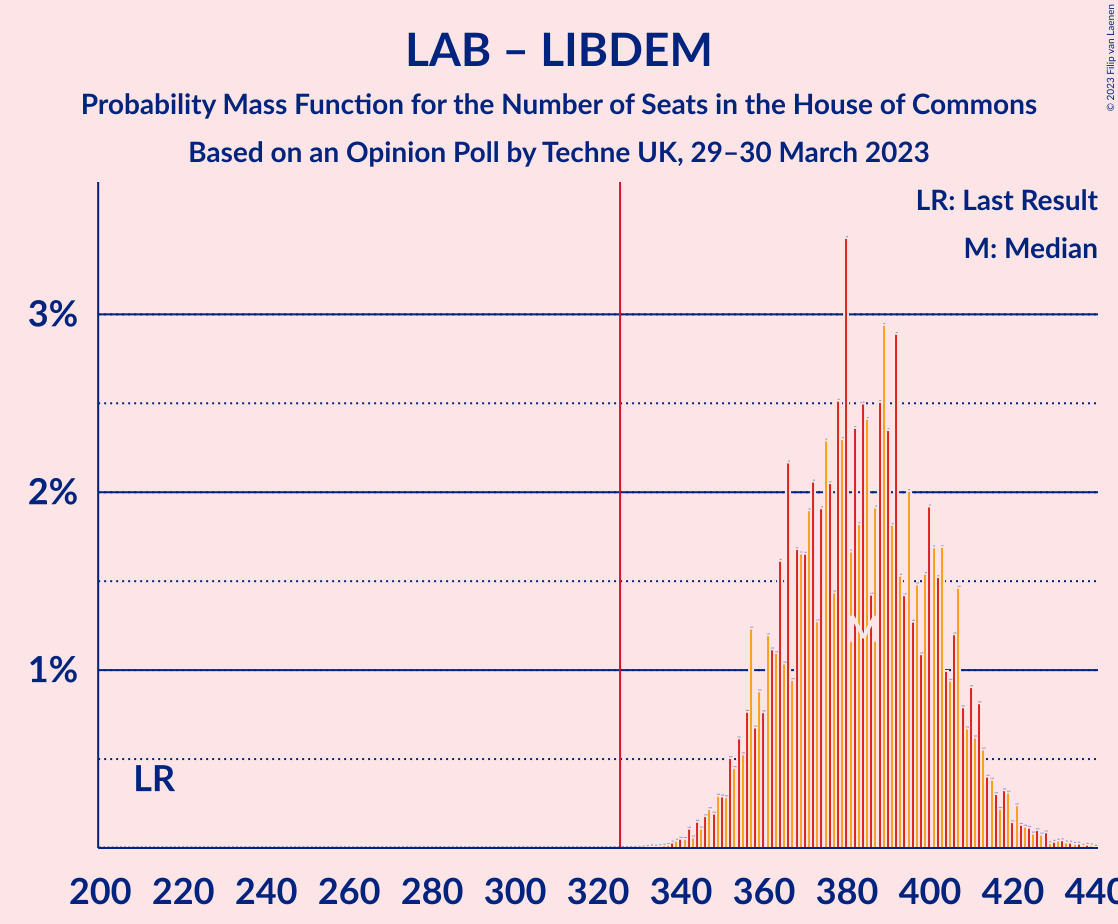 LAB – LIBDEM
Probability Mass Function for the Number of Seats in the House of Commons
Based on an Opinion Poll by Techne UK, 29–30 March 2023
© 2023 Filip van Laenen
LR: Last Result
M: Median
3%
2%
1%
M
LR
200 220 240 260 280 300 320 340 360 380 400 420 440